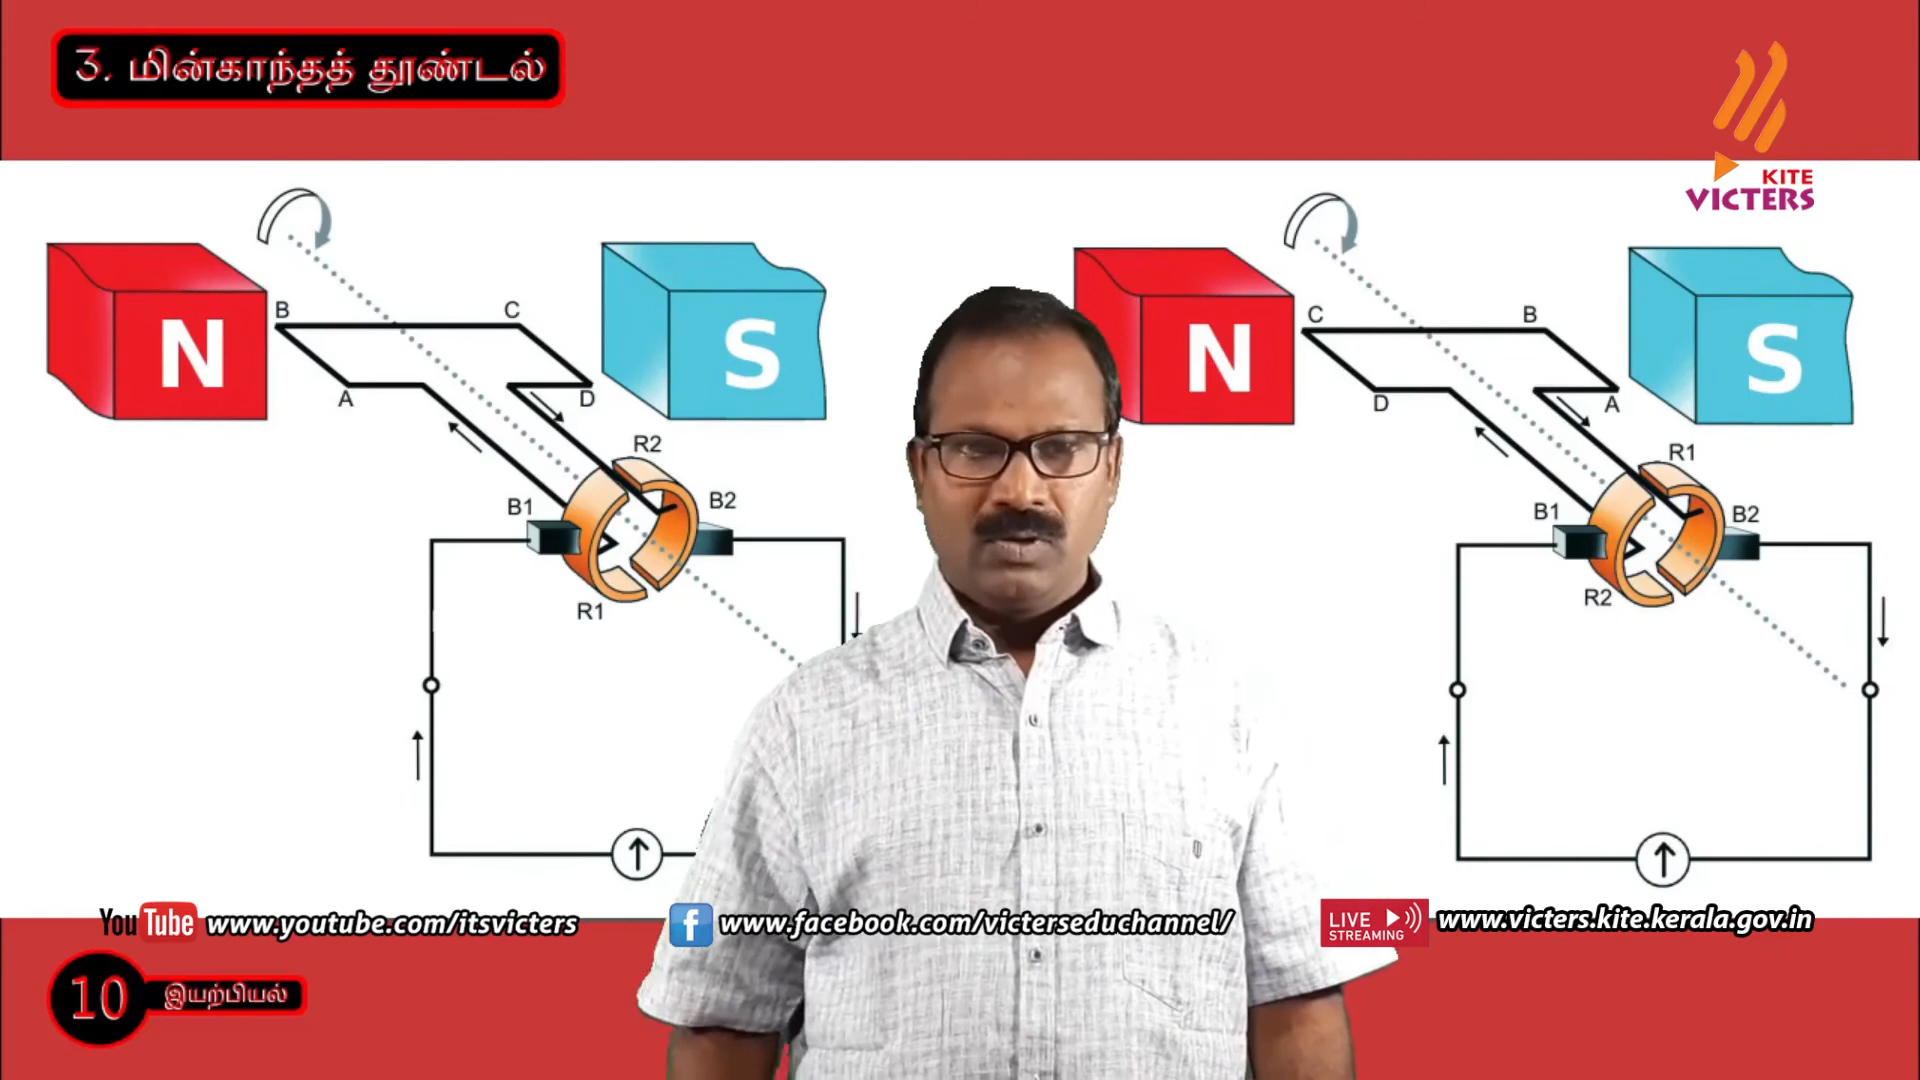 3. மின்காந்தத் தூண்டல்
KITE
VICTERS
N
S
B
C
A
D
R2
B1
B2
R1
N
S
C
B
D
A
R1
B1
B2
R2
You Tube www.youtube.com/itsvicters
f www.facebook.com/victerseduchannel/
LIVE STREAMING www.victers.kite.kerala.gov.in
10 இயற்பியல்